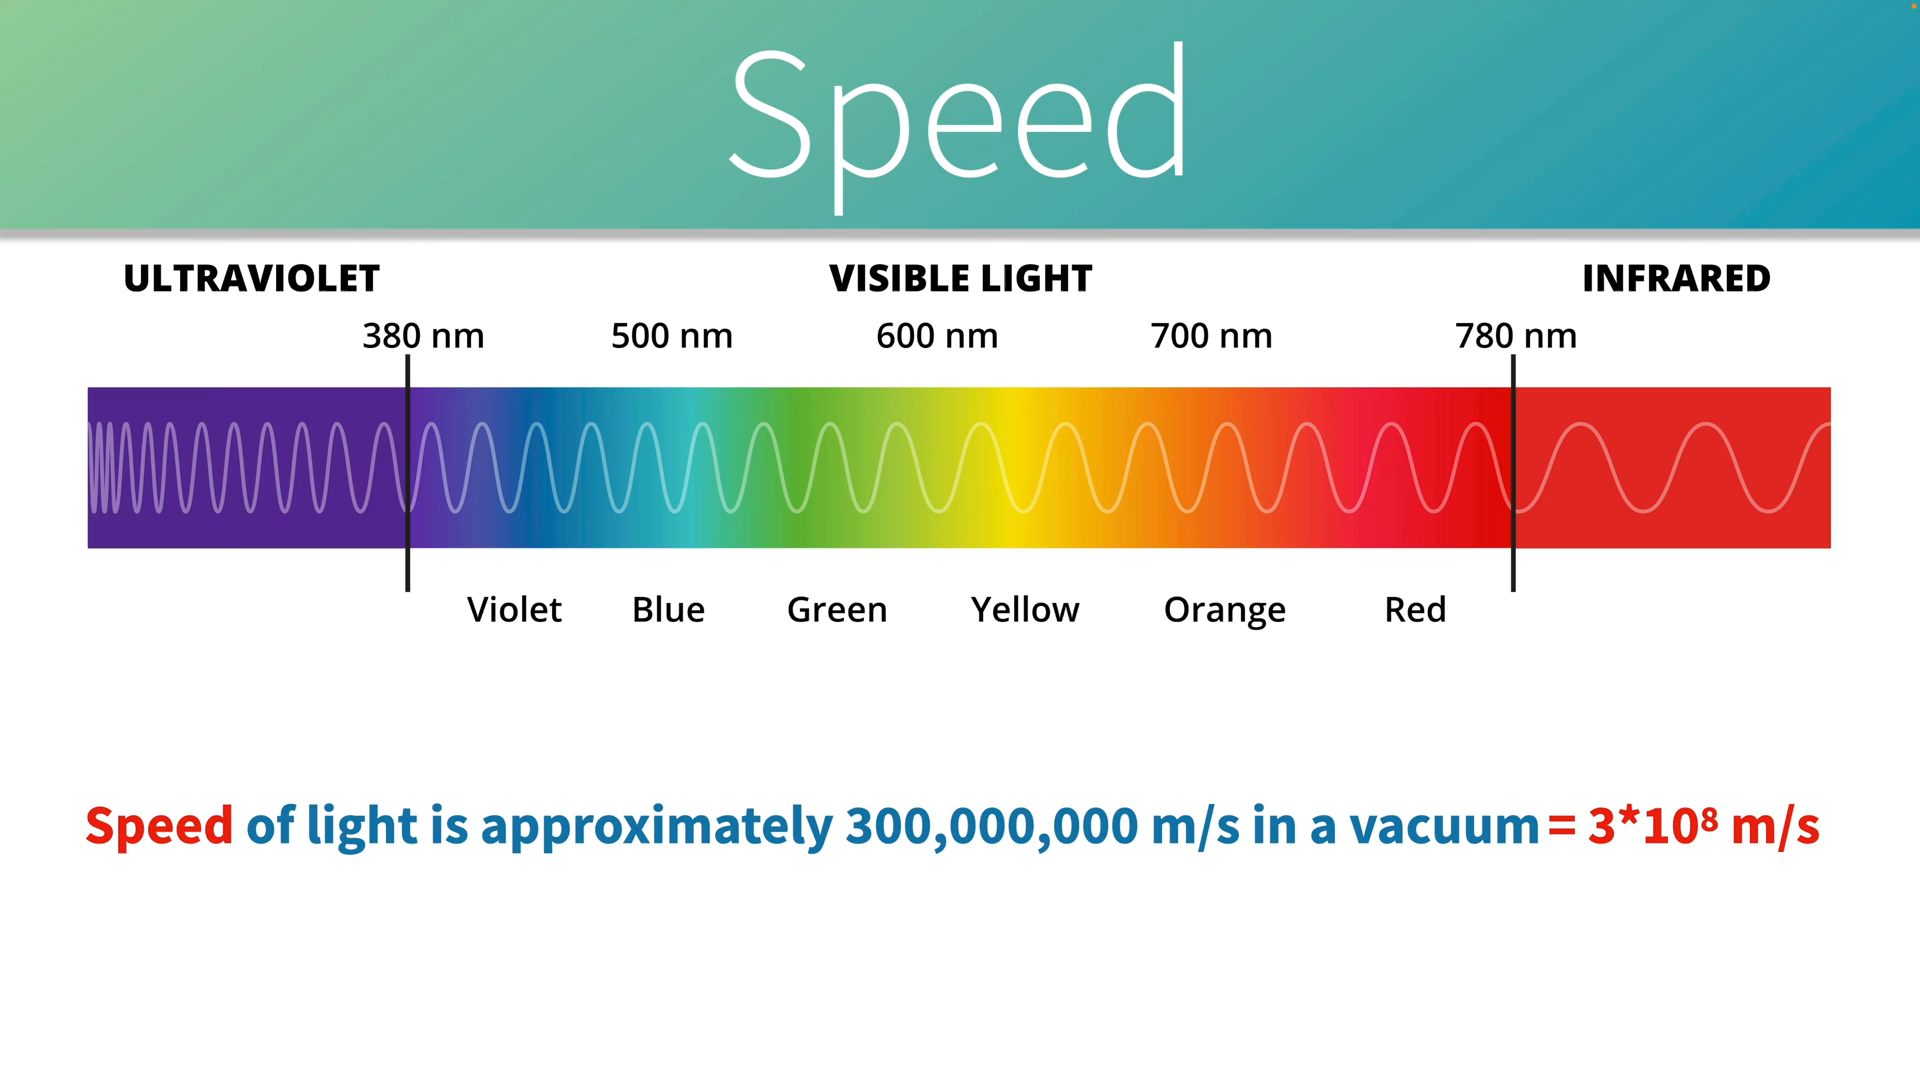 Speed
ULTRAVIOLET VISIBLE LIGHT INFRARED
380 nm 500 nm 600 nm 700 nm 780 nm
Violet Blue Green Yellow Orange Red
Speed of light is approximately 300,000,000 m/s in a vacuum = 3*10⁸ m/s